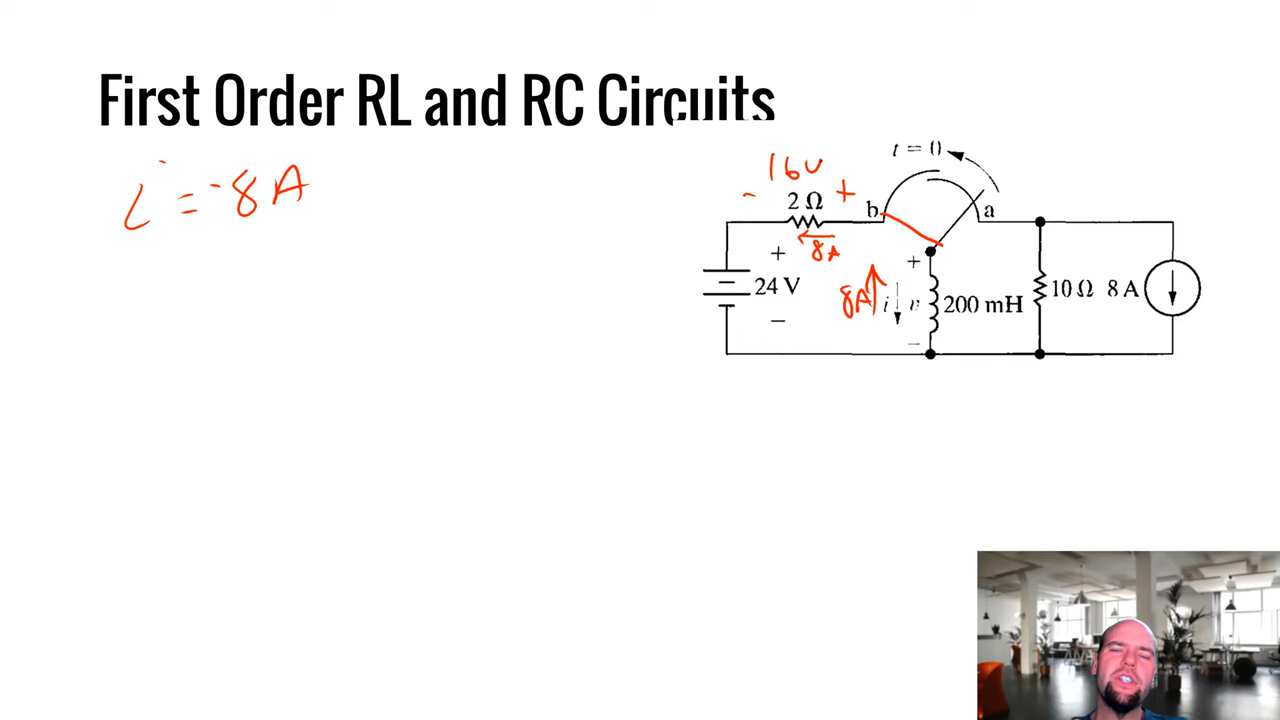 First Order RL and RC Circuits
i = -8A
t = 0
16v
- +
2 Ω
b
a
8A
+
24 V
-
8A
i
+
v
-
200 mH
10 Ω
8 A